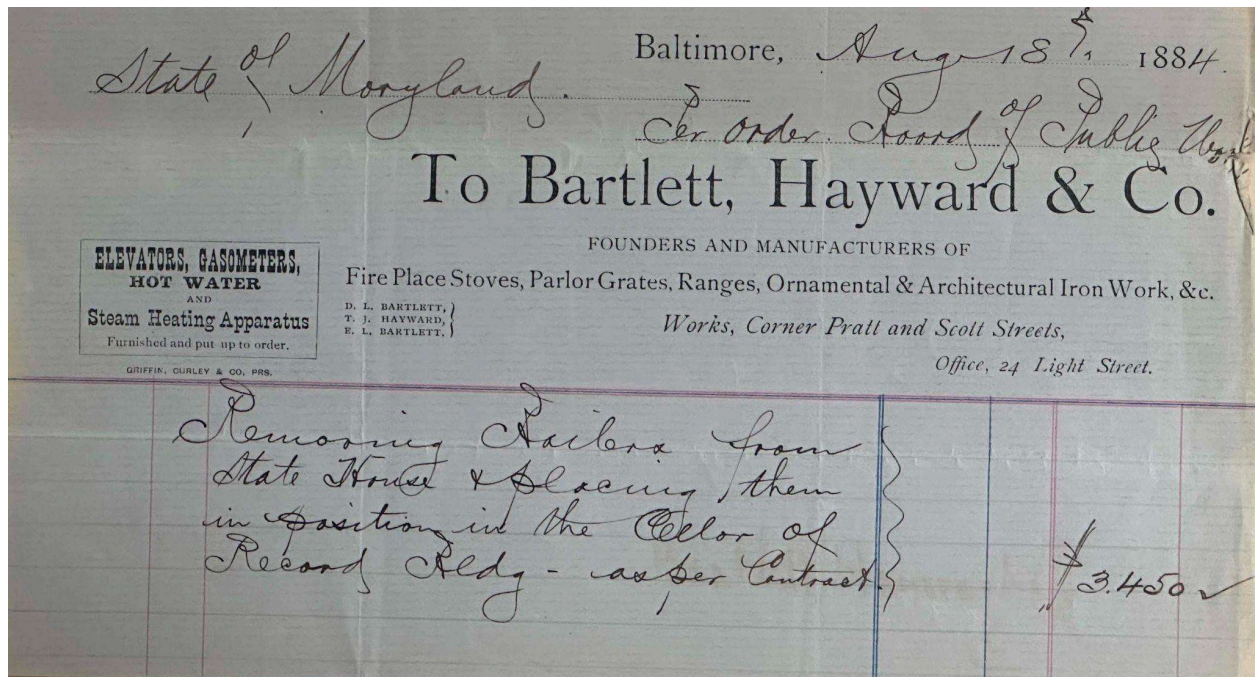 Baltimore, Aug 18th, 1884.
State of Maryland.
Per order Board of Public Works
To Bartlett, Hayward & Co.
FOUNDERS AND MANUFACTURERS OF
Fire Place Stoves, Parlor Grates, Ranges, Ornamental & Architectural Iron Work, &c.
ELEVATORS, GASOMETERS,
HOT WATER
AND
Steam Heating Apparatus
Furnished and put up to order.
D. L. BARTLETT,
T. J. HAYWARD,
E. L. BARTLETT.
Works, Corner Pratt and Scott Streets,
Office, 24 Light Street.
GRIFFIN, CURLEY & CO, PRS.
Removing Boilers from
State House & placing them
in position in the Cellar of
Record Bldg - as per Contract. $3.450